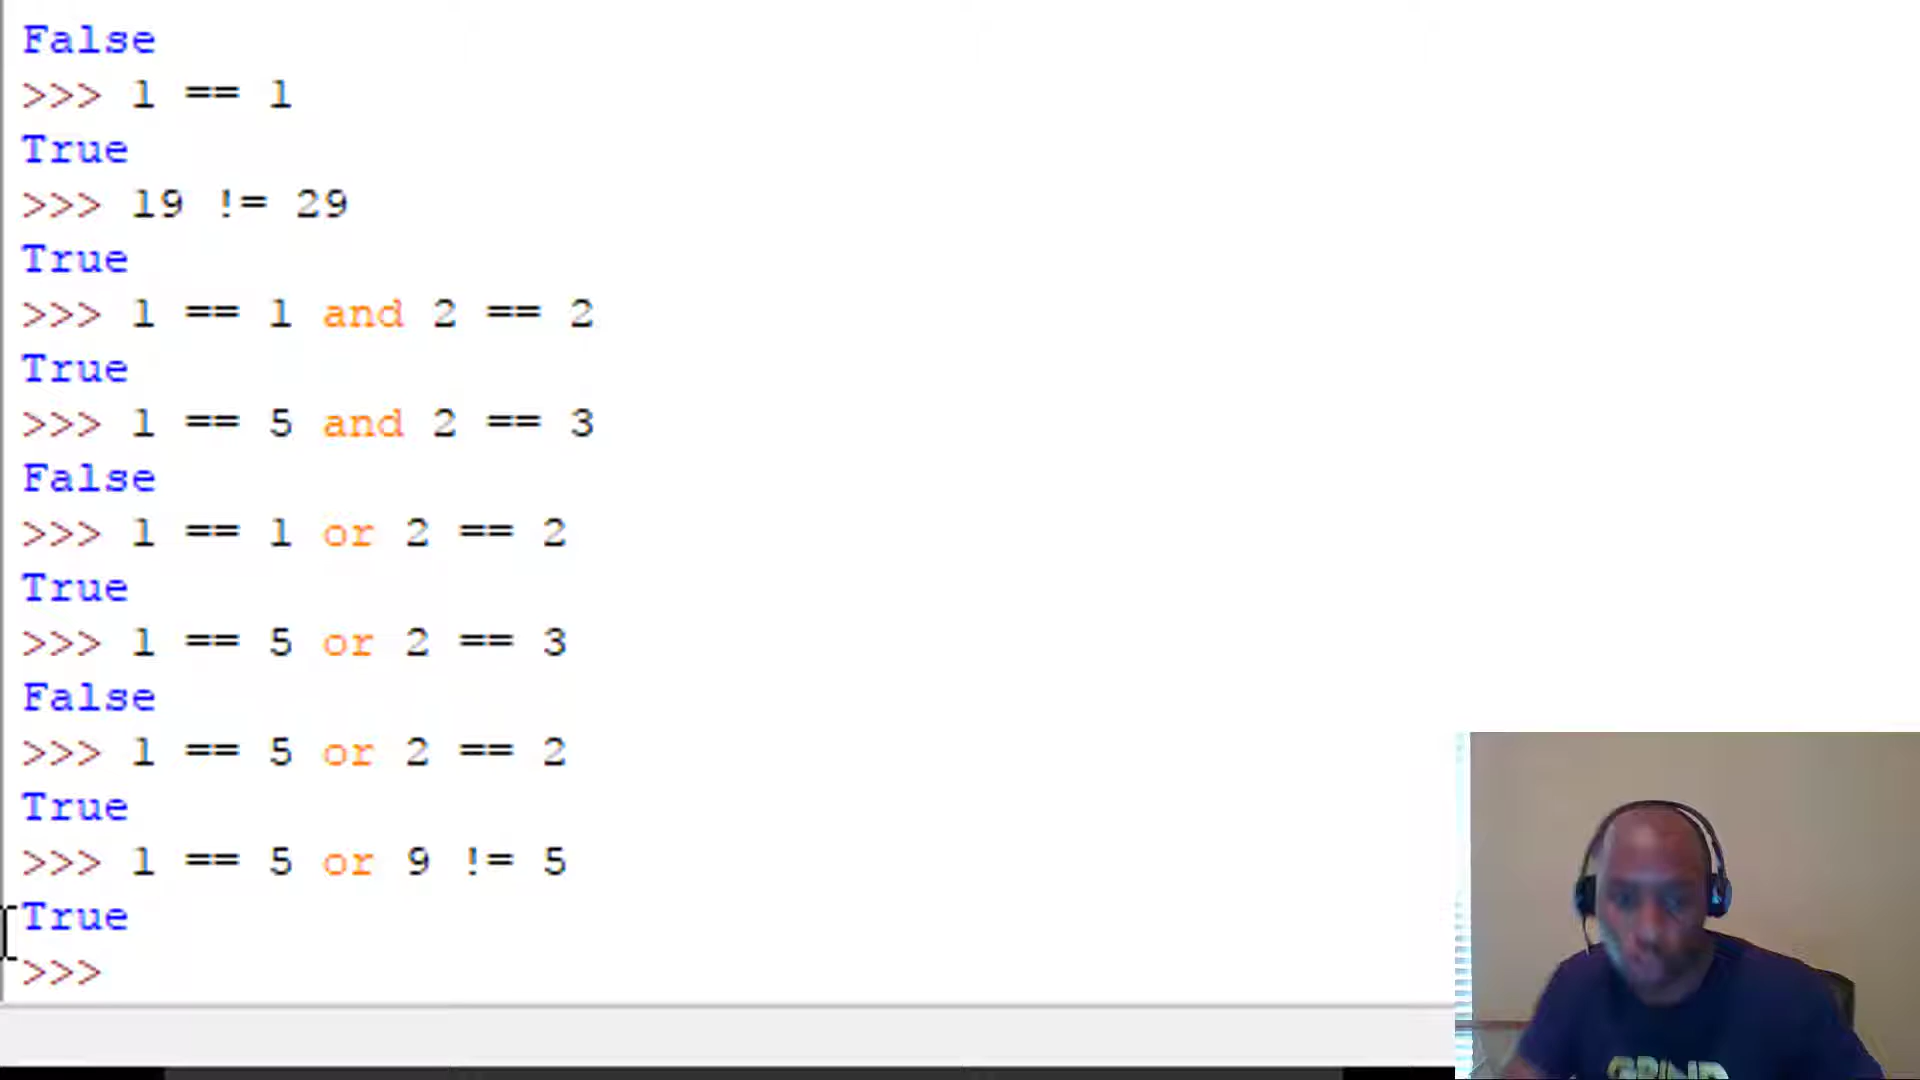 False
>>> 1 == 1
True
>>> 19 != 29
True
>>> 1 == 1 and 2 == 2
True
>>> 1 == 5 and 2 == 3
False
>>> 1 == 1 or 2 == 2
True
>>> 1 == 5 or 2 == 3
False
>>> 1 == 5 or 2 == 2
True
>>> 1 == 5 or 9 != 5
True
>>>
GRIND